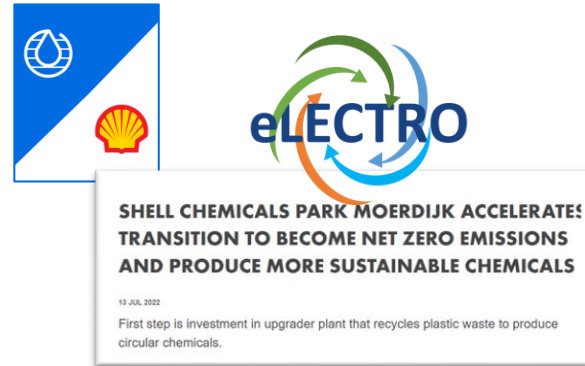 eLECTRO
SHELL CHEMICALS PARK MOERDIJK ACCELERATES
TRANSITION TO BECOME NET ZERO EMISSIONS
AND PRODUCE MORE SUSTAINABLE CHEMICALS
13 JUL 2022
First step is investment in upgrader plant that recycles plastic waste to produce
circular chemicals.